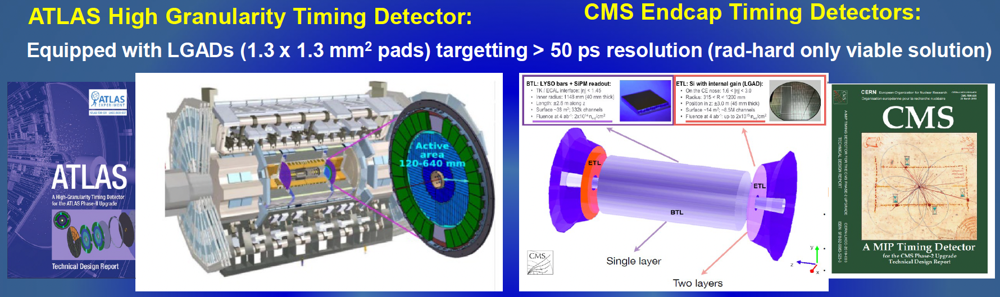 ATLAS High Granularity Timing Detector:
CMS Endcap Timing Detectors:
Equipped with LGADs (1.3 x 1.3 mm² pads) targetting > 50 ps resolution (rad-hard only viable solution)
ATLAS
EXPERIMENT
ATLAS
A High-Granularity Timing Detector
for the ATLAS Phase-II Upgrade
Technical Design Report
Active
area
120-640 mm
BTL: LYSO bars + SiPM readout:
• TK / ECAL interface: |η| < 1.45
• Inner radius: 1148 mm (40 mm thick)
• Length: ±2.6 m along z
• Surface ~38 m²; 332k channels
• Fluence at 4 ab⁻¹: 2x10¹⁴ nₑq/cm²
ETL: Si with internal gain (LGAD):
• On the CE nose: 1.6 < |η| < 3.0
• Radius: 315 < R < 1200 mm
• Position in z: ±3.0 m (45 mm thick)
• Surface ~14 m²; ~8.5M channels
• Fluence at 4 ab⁻¹: up to 2x10¹⁵ nₑq/cm²
ETL
ETL
BTL
Single layer
Two layers
CMS
y
z
x
CERN European Organization for Nuclear Research
Organisation européenne pour la recherche nucléaire
CMS
A MIP Timing Detector
for the CMS Phase-2 Upgrade
Technical Design Report
A MIP TIMING DETECTOR FOR THE CMS PHASE-2 UPGRADE
TECHNICAL DESIGN REPORT